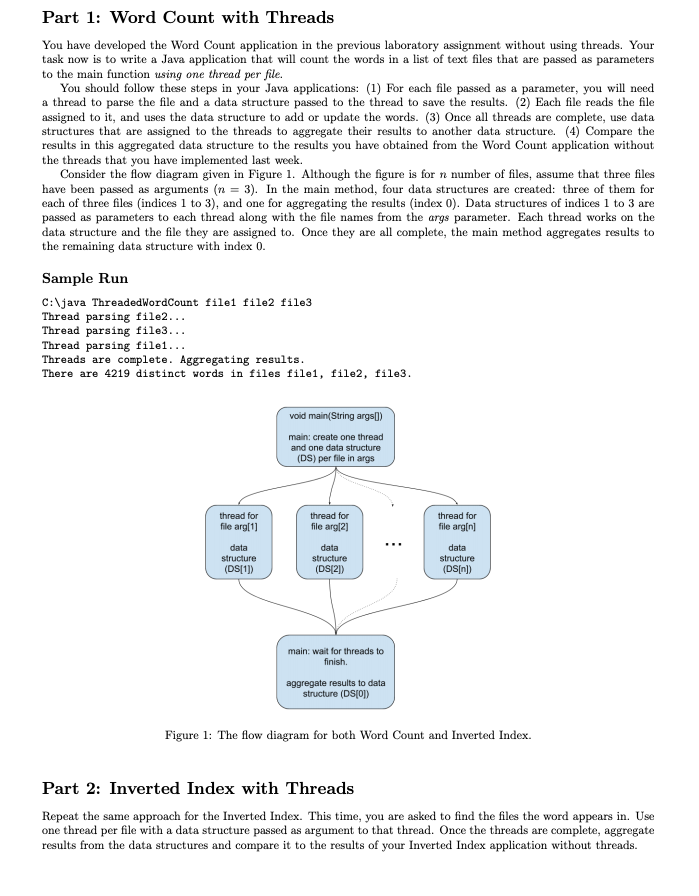 Part 1: Word Count with Threads
You have developed the Word Count application in the previous laboratory assignment without using threads. Your
task now is to write a Java application that will count the words in a list of text files that are passed as parameters
to the main function using one thread per file.
You should follow these steps in your Java applications: (1) For each file passed as a parameter, you will need
a thread to parse the file and a data structure passed to the thread to save the results. (2) Each file reads the file
assigned to it, and uses the data structure to add or update the words. (3) Once all threads are complete, use data
structures that are assigned to the threads to aggregate their results to another data structure. (4) Compare the
results in this aggregated data structure to the results you have obtained from the Word Count application without
the threads that you have implemented last week.
Consider the flow diagram given in Figure 1. Although the figure is for n number of files, assume that three files
have been passed as arguments (n = 3). In the main method, four data structures are created: three of them for
each of three files (indices 1 to 3), and one for aggregating the results (index 0). Data structures of indices 1 to 3 are
passed as parameters to each thread along with the file names from the args parameter. Each thread works on the
data structure and the file they are assigned to. Once they are all complete, the main method aggregates results to
the remaining data structure with index 0.
Sample Run
C:\java ThreadedWordCount file1 file2 file3
Thread parsing file2...
Thread parsing file3...
Thread parsing file1...
Threads are complete. Aggregating results.
There are 4219 distinct words in files file1, file2, file3.
void main(String args[])
main: create one thread
and one data structure
(DS) per file in args
thread for
file arg[1]
data
structure
(DS[1])
thread for
file arg[2]
data
structure
(DS[2])
...
thread for
file arg[n]
data
structure
(DS[n])
main: wait for threads to
finish.
aggregate results to data
structure (DS[0])
Figure 1: The flow diagram for both Word Count and Inverted Index.
Part 2: Inverted Index with Threads
Repeat the same approach for the Inverted Index. This time, you are asked to find the files the word appears in. Use
one thread per file with a data structure passed as argument to that thread. Once the threads are complete, aggregate
results from the data structures and compare it to the results of your Inverted Index application without threads.